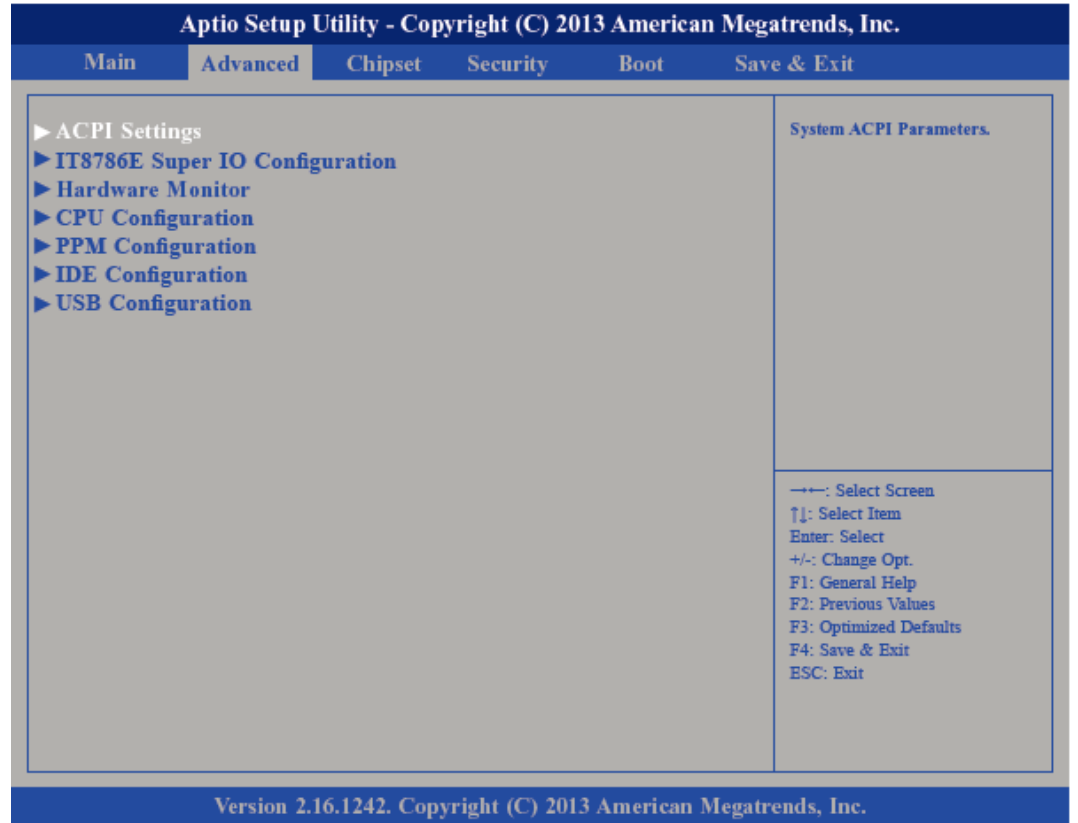 Aptio Setup Utility - Copyright (C) 2013 American Megatrends, Inc.
Main Advanced Chipset Security Boot Save & Exit
▶ ACPI Settings
▶ IT8786E Super IO Configuration
▶ Hardware Monitor
▶ CPU Configuration
▶ PPM Configuration
▶ IDE Configuration
▶ USB Configuration
System ACPI Parameters.
→←: Select Screen
↑↓: Select Item
Enter: Select
+/-: Change Opt.
F1: General Help
F2: Previous Values
F3: Optimized Defaults
F4: Save & Exit
ESC: Exit
Version 2.16.1242. Copyright (C) 2013 American Megatrends, Inc.